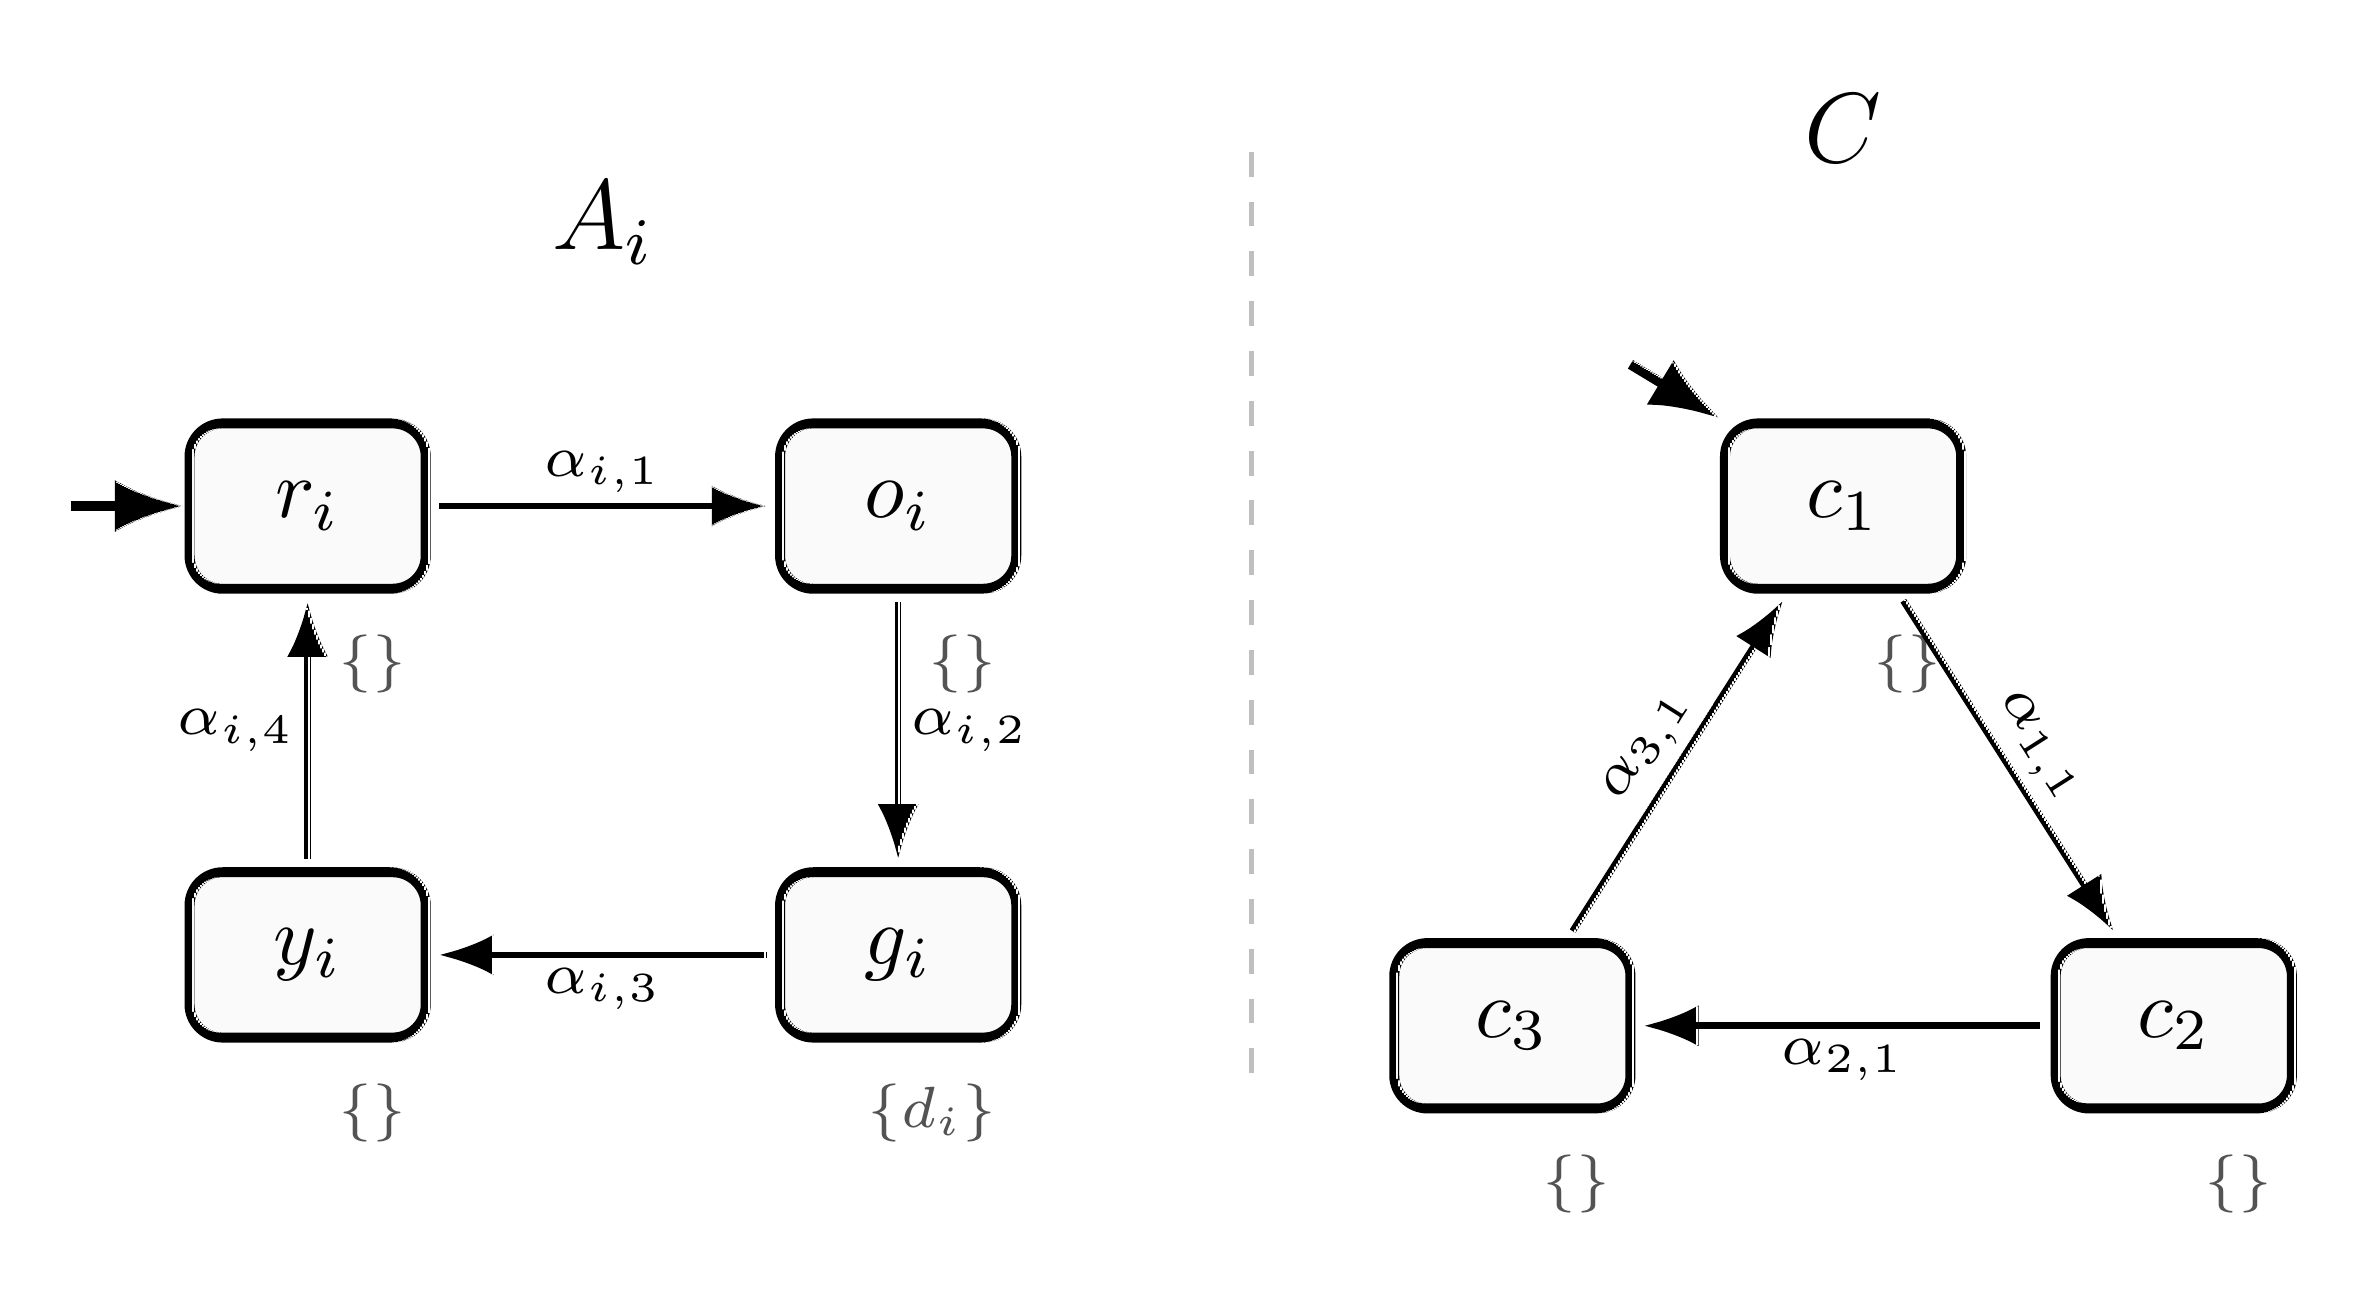 C
A_i
r_i
α_{i,1}
o_i
c_1
{}
{}
{}
α_{i,4}
α_{i,2}
α_{3,1}
α_{1,1}
y_i
α_{i,3}
g_i
c_3
α_{2,1}
c_2
{}
{d_i}
{}
{}